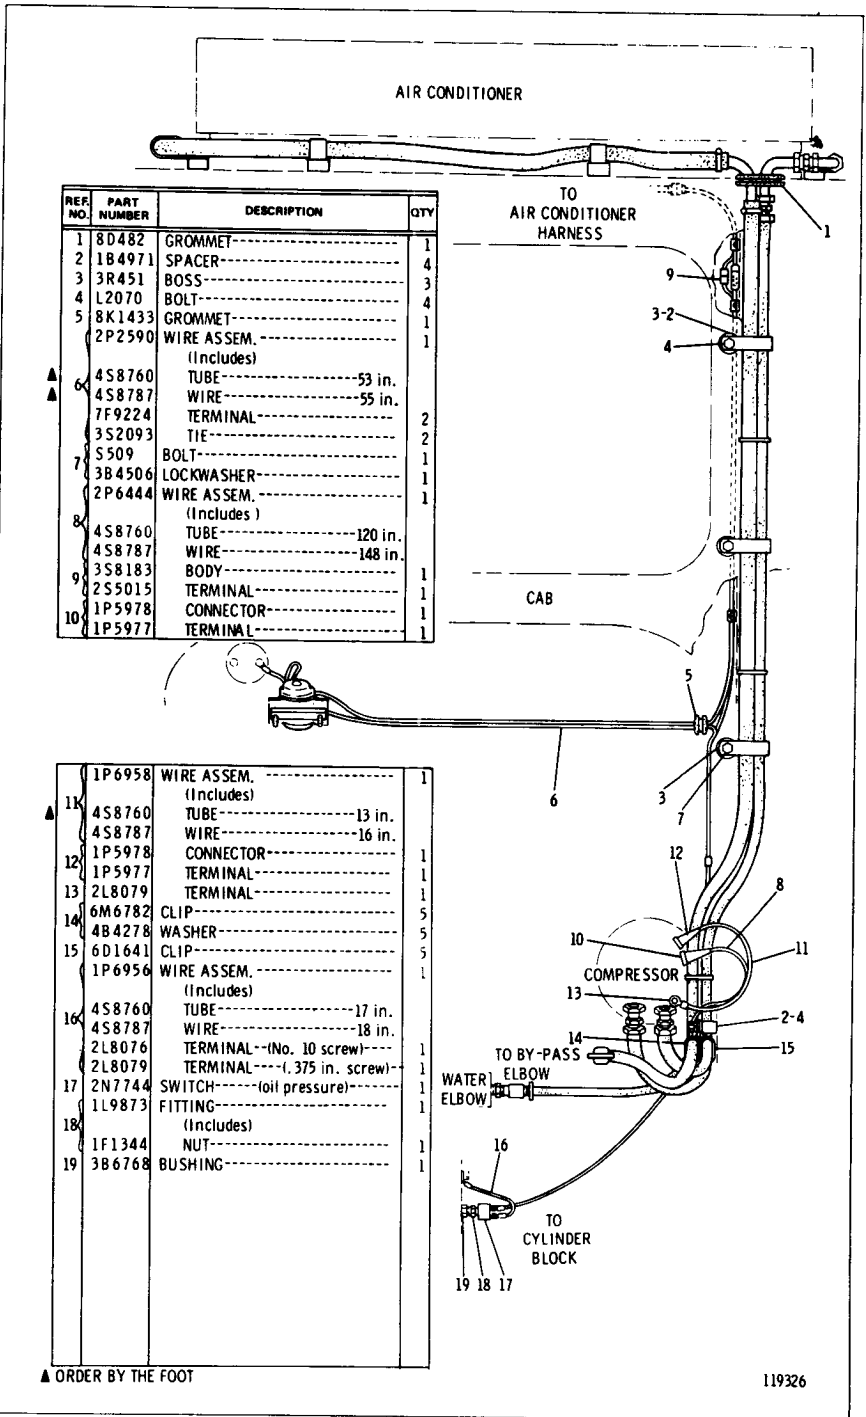 AIR CONDITIONER
TO
AIR CONDITIONER
HARNESS
1
9
3-2
4
REF. NO. PART NUMBER DESCRIPTION QTY
1 8D482 GROMMET 1
2 1B4971 SPACER 4
3 3R451 BOSS 3
4 L2070 BOLT 4
5 8K1433 GROMMET 1
2P2590 WIRE ASSEM. 1
(Includes)
▲ 6 4S8760 TUBE 53 in.
▲ 4S8787 WIRE 55 in.
7F9224 TERMINAL 2
3S2093 TIE 2
7 S509 BOLT 1
3B4506 LOCKWASHER 1
2P6444 WIRE ASSEM. 1
8 (Includes )
4S8760 TUBE 120 in.
4S8787 WIRE 148 in.
9 3S8183 BODY 1
2S5015 TERMINAL 1
10 1P5978 CONNECTOR 1
1P5977 TERMINAL 1
CAB
5
6
3
7
1P6958 WIRE ASSEM. 1
11 (Includes)
▲ 4S8760 TUBE 13 in.
4S8787 WIRE 16 in.
12 1P5978 CONNECTOR 1
1P5977 TERMINAL 1
13 2L8079 TERMINAL 1
14 6M6782 CLIP 5
4B4278 WASHER 5
15 6D1641 CLIP 5
1P6956 WIRE ASSEM. 1
(Includes)
16 4S8760 TUBE 17 in.
4S8787 WIRE 18 in.
2L8076 TERMINAL--(No. 10 screw) 1
2L8079 TERMINAL----(.375 in. screw) 1
17 2N7744 SWITCH-----(oil pressure) 1
1L9873 FITTING 1
18 (Includes)
1F1344 NUT 1
19 3B6768 BUSHING 1
12
8
10
11
COMPRESSOR
13
2-4
14
15
TO BY-PASS
ELBOW
WATER
ELBOW
16
TO
CYLINDER
BLOCK
19 18 17
▲ ORDER BY THE FOOT
119326